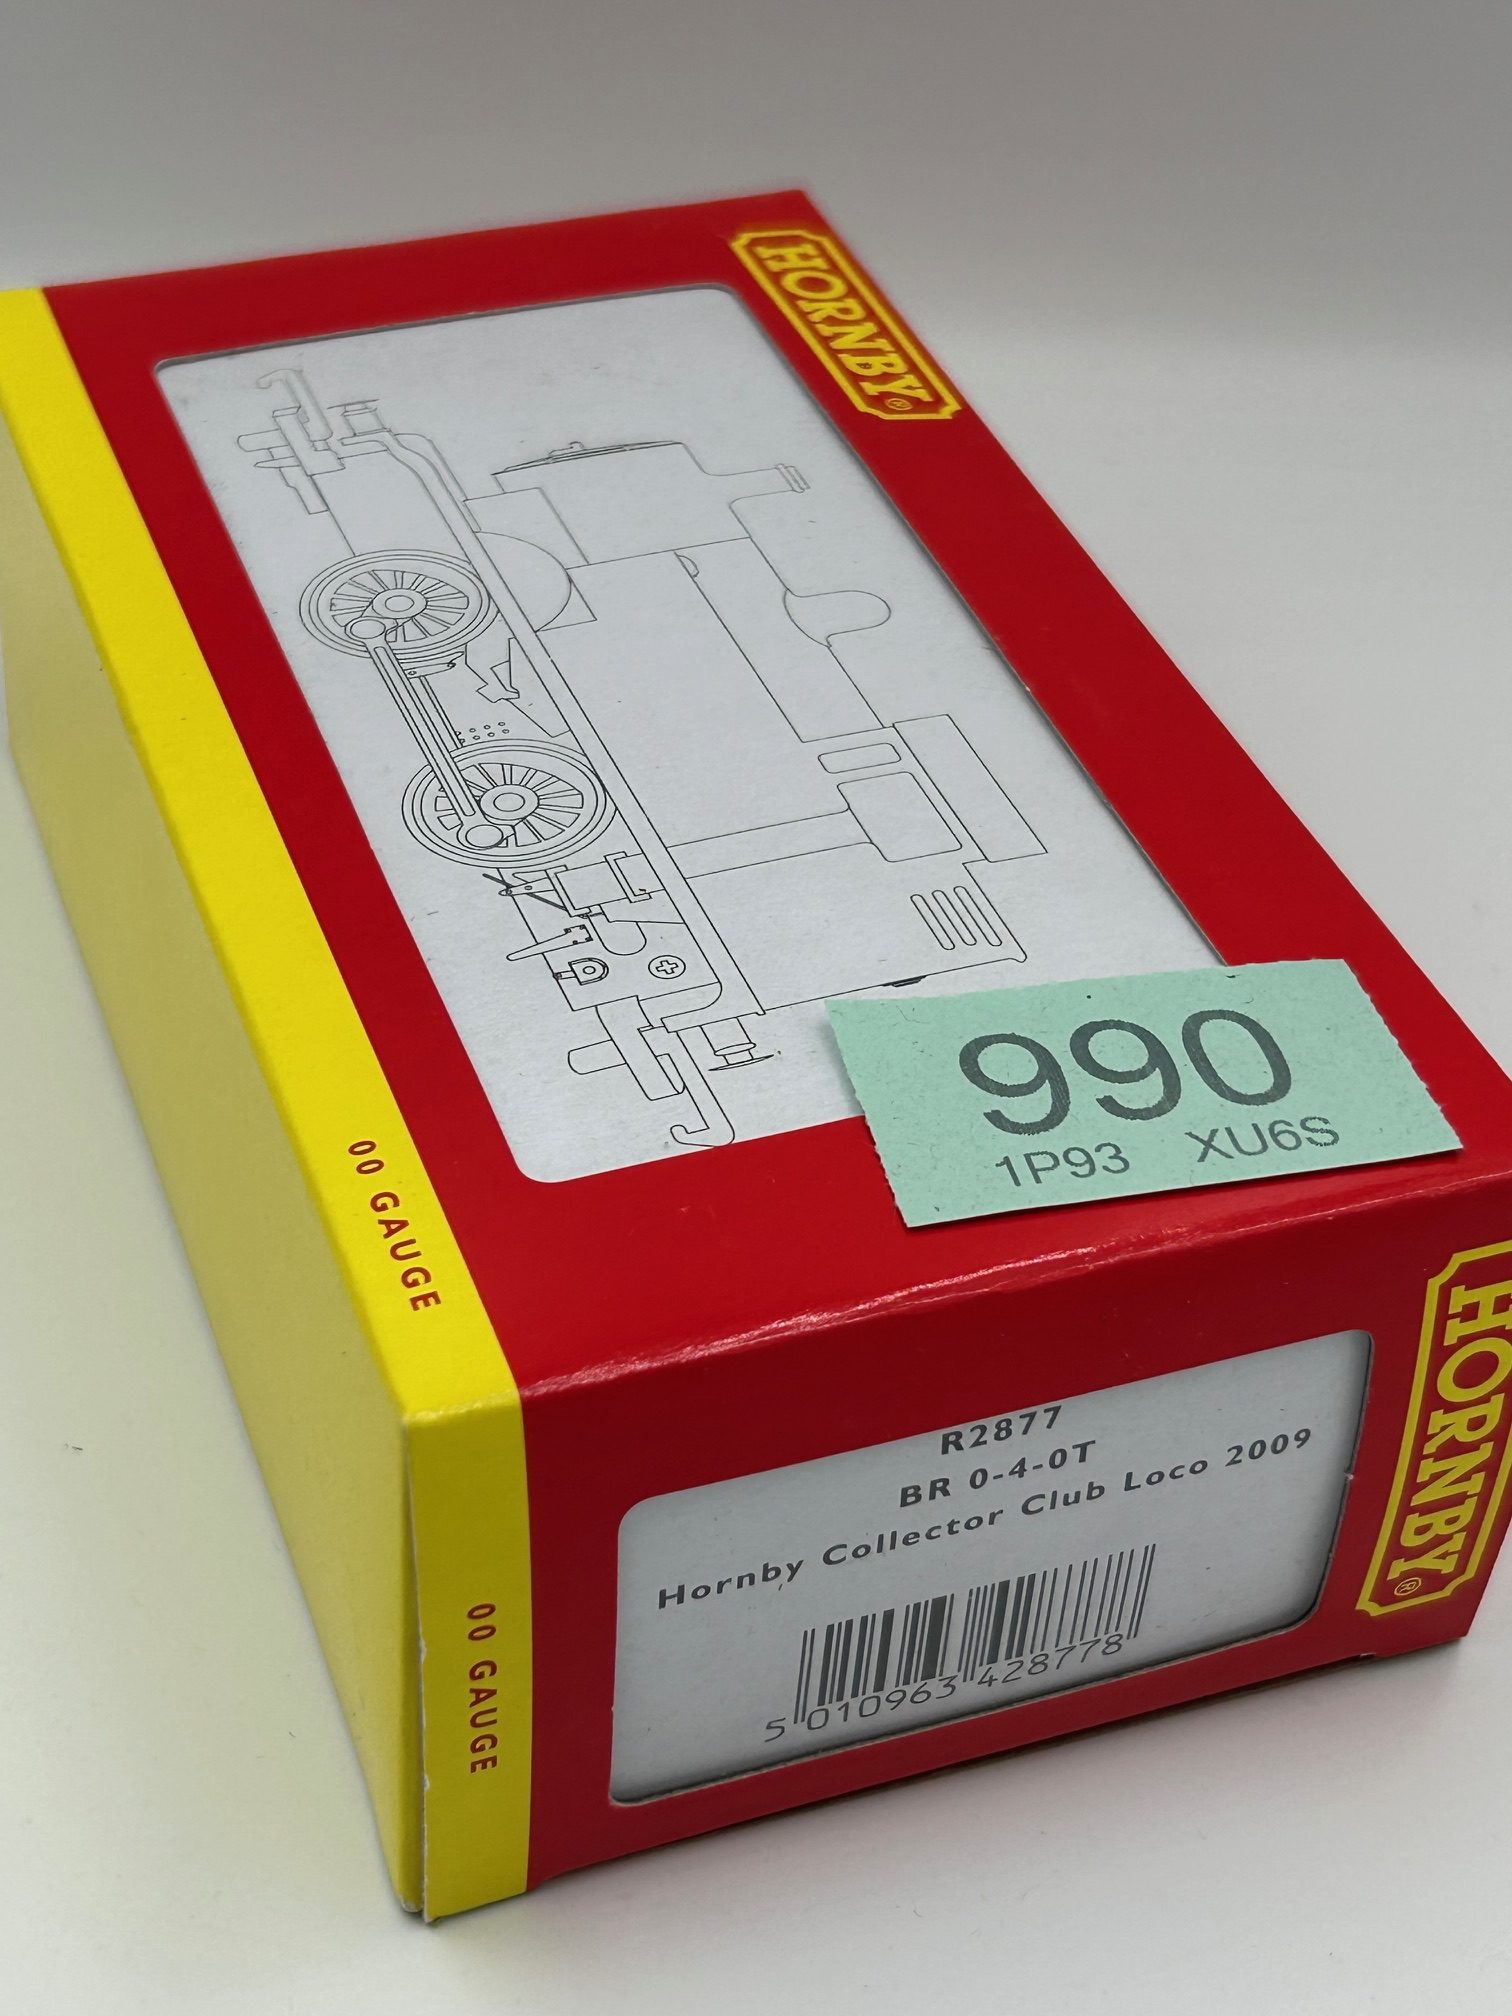 HORNBY®
990
1P93 XU6S
00 GAUGE
R2877
BR 0-4-0T
Hornby Collector Club Loco 2009
5 010963 428778
00 GAUGE
HORNBY®